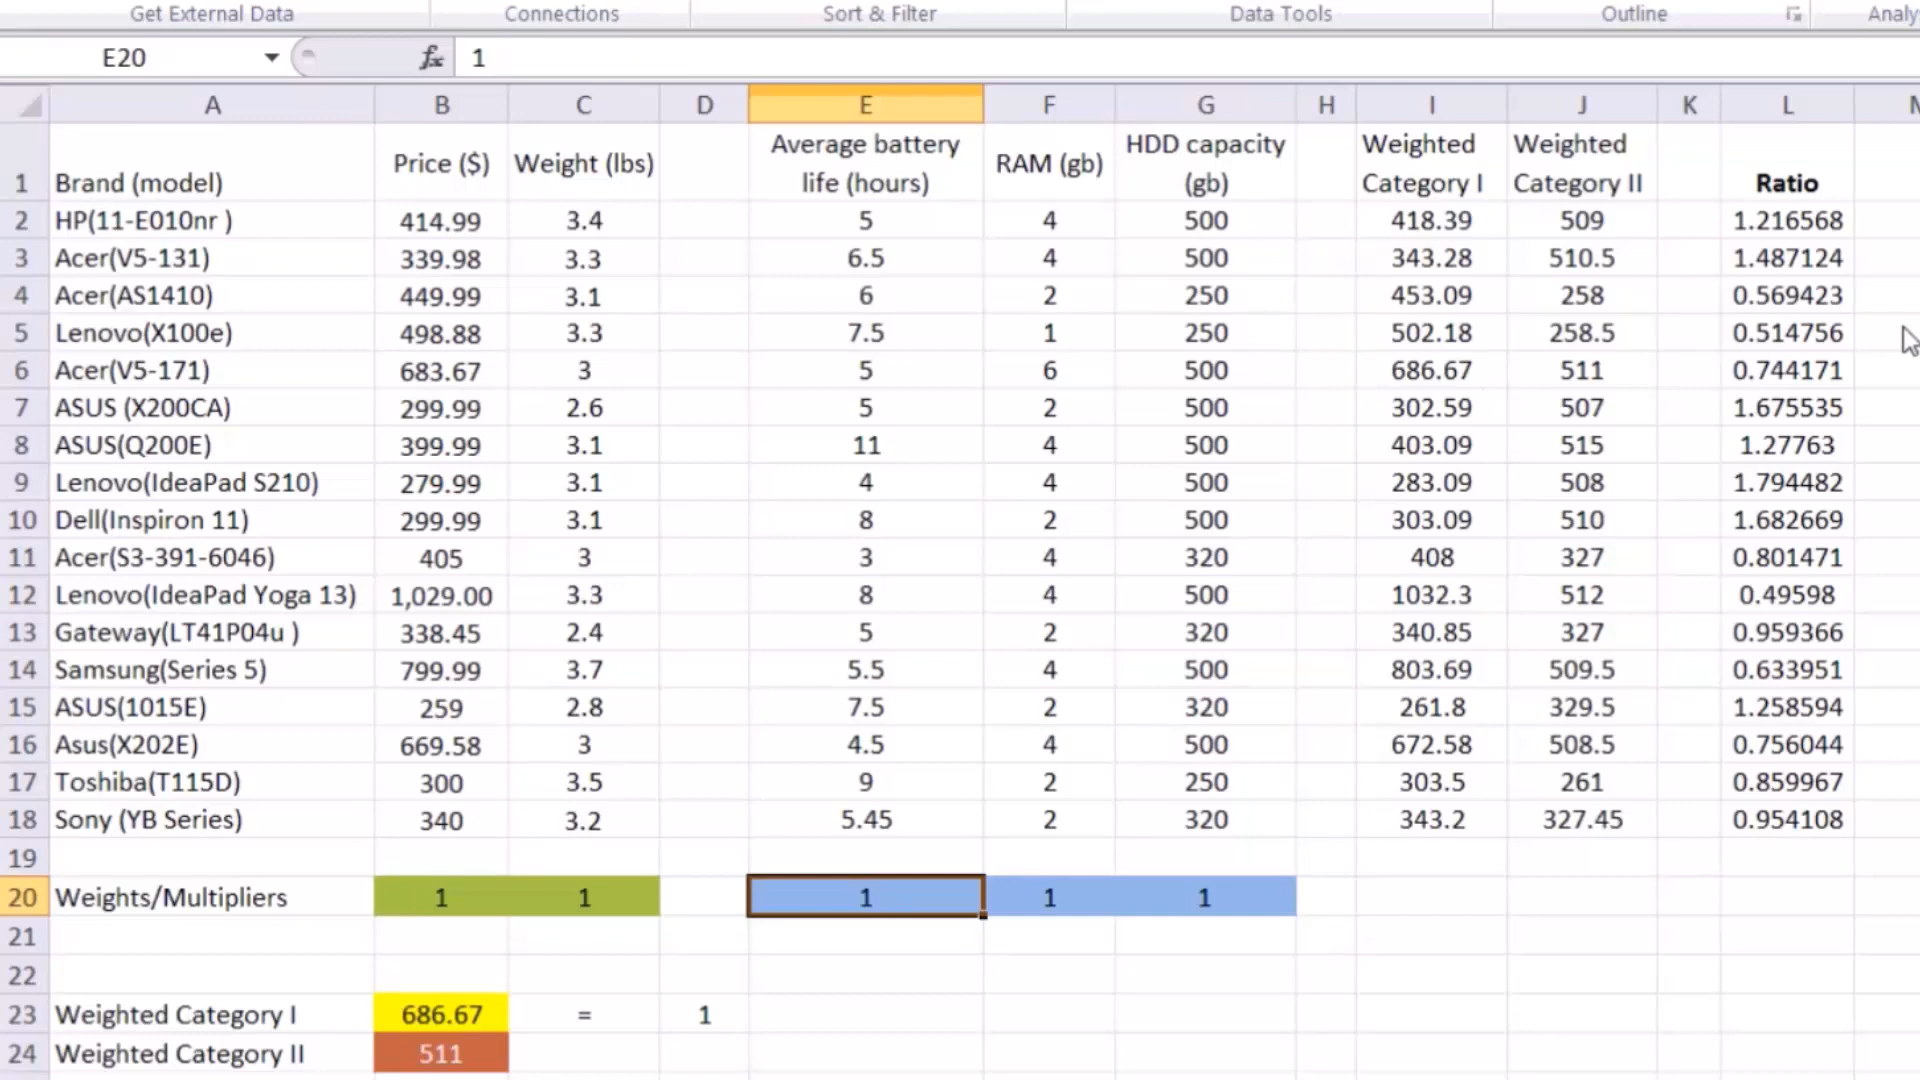 Get External Data Connections Sort & Filter Data Tools Outline Analy
E20 fx 1
A B C D E F G H I J K L
Average battery HDD capacity Weighted Weighted
Price ($) Weight (lbs) RAM (gb)
1 Brand (model) life (hours) (gb) Category I Category II Ratio
2 HP(11-E010nr ) 414.99 3.4 5 4 500 418.39 509 1.216568
3 Acer(V5-131) 339.98 3.3 6.5 4 500 343.28 510.5 1.487124
4 Acer(AS1410) 449.99 3.1 6 2 250 453.09 258 0.569423
5 Lenovo(X100e) 498.88 3.3 7.5 1 250 502.18 258.5 0.514756
6 Acer(V5-171) 683.67 3 5 6 500 686.67 511 0.744171
7 ASUS (X200CA) 299.99 2.6 5 2 500 302.59 507 1.675535
8 ASUS(Q200E) 399.99 3.1 11 4 500 403.09 515 1.27763
9 Lenovo(IdeaPad S210) 279.99 3.1 4 4 500 283.09 508 1.794482
10 Dell(Inspiron 11) 299.99 3.1 8 2 500 303.09 510 1.682669
11 Acer(S3-391-6046) 405 3 3 4 320 408 327 0.801471
12 Lenovo(IdeaPad Yoga 13) 1,029.00 3.3 8 4 500 1032.3 512 0.49598
13 Gateway(LT41P04u ) 338.45 2.4 5 2 320 340.85 327 0.959366
14 Samsung(Series 5) 799.99 3.7 5.5 4 500 803.69 509.5 0.633951
15 ASUS(1015E) 259 2.8 7.5 2 320 261.8 329.5 1.258594
16 Asus(X202E) 669.58 3 4.5 4 500 672.58 508.5 0.756044
17 Toshiba(T115D) 300 3.5 9 2 250 303.5 261 0.859967
18 Sony (YB Series) 340 3.2 5.45 2 320 343.2 327.45 0.954108
19
20 Weights/Multipliers 1 1 1 1 1
21
22
23 Weighted Category I 686.67 = 1
24 Weighted Category II 511